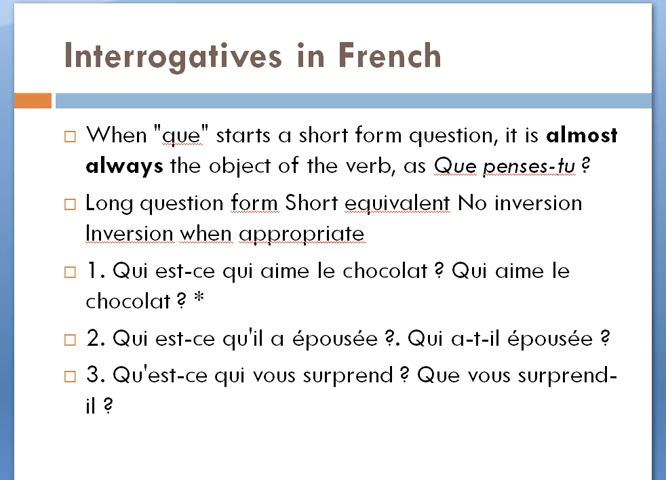 Interrogatives in French
When "que" starts a short form question, it is almost
always the object of the verb, as Que penses-tu ?
Long question form Short equivalent No inversion
Inversion when appropriate
1. Qui est-ce qui aime le chocolat ? Qui aime le
chocolat ? *
2. Qui est-ce qu'il a épousée ?. Qui a-t-il épousée ?
3. Qu'est-ce qui vous surprend ? Que vous surprend-
il ?